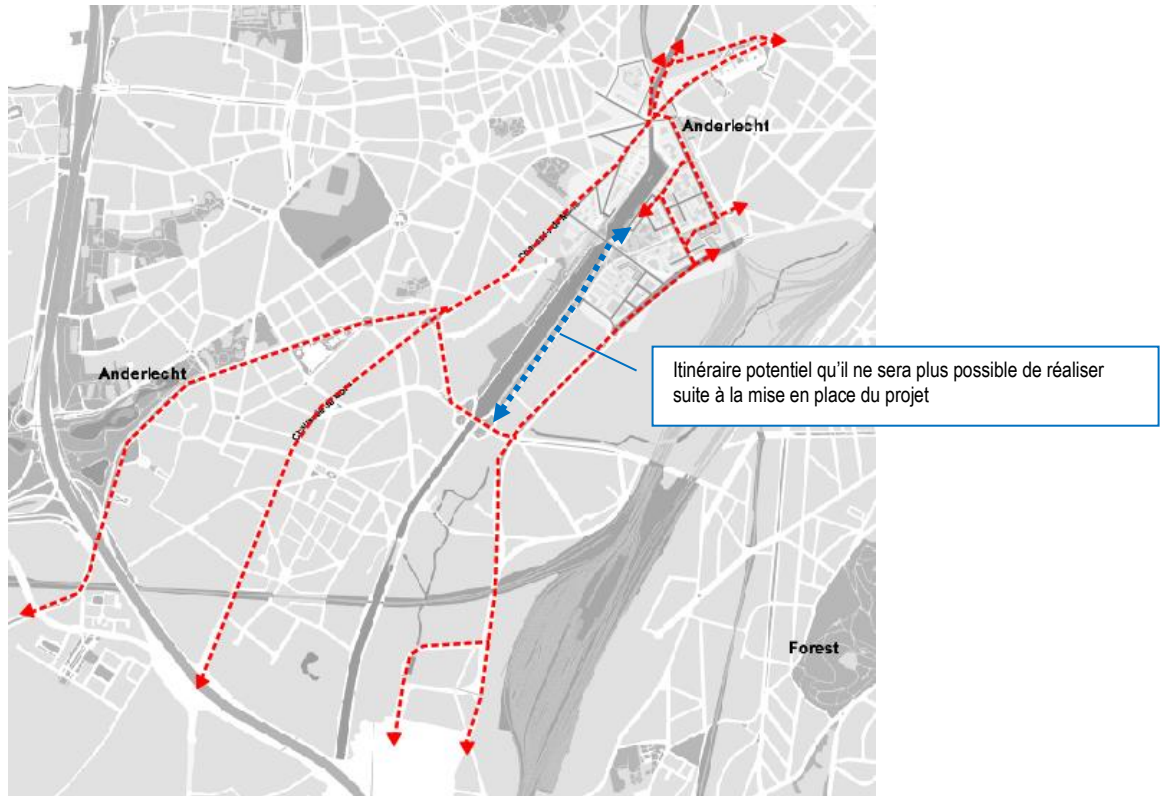 Anderlecht
Itinéraire potentiel qu'il ne sera plus possible de réaliser
suite à la mise en place du projet
Anderlecht
Forest